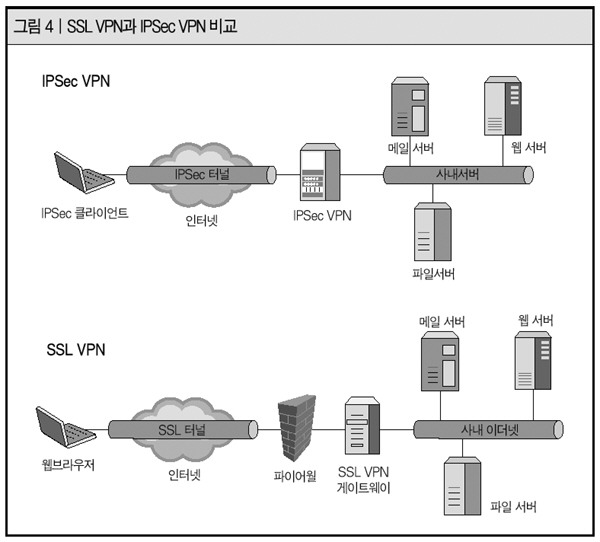 그림 4 | SSL VPN과 IPSec VPN 비교
IPSec VPN
메일 서버
웹 서버
IPSec 터널
사내서버
IPSec 클라이언트
인터넷
IPSec VPN
파일서버
메일 서버
웹 서버
SSL VPN
SSL 터널
사내 이더넷
웹브라우저
인터넷
파이어월
SSL VPN
게이트웨이
파일 서버